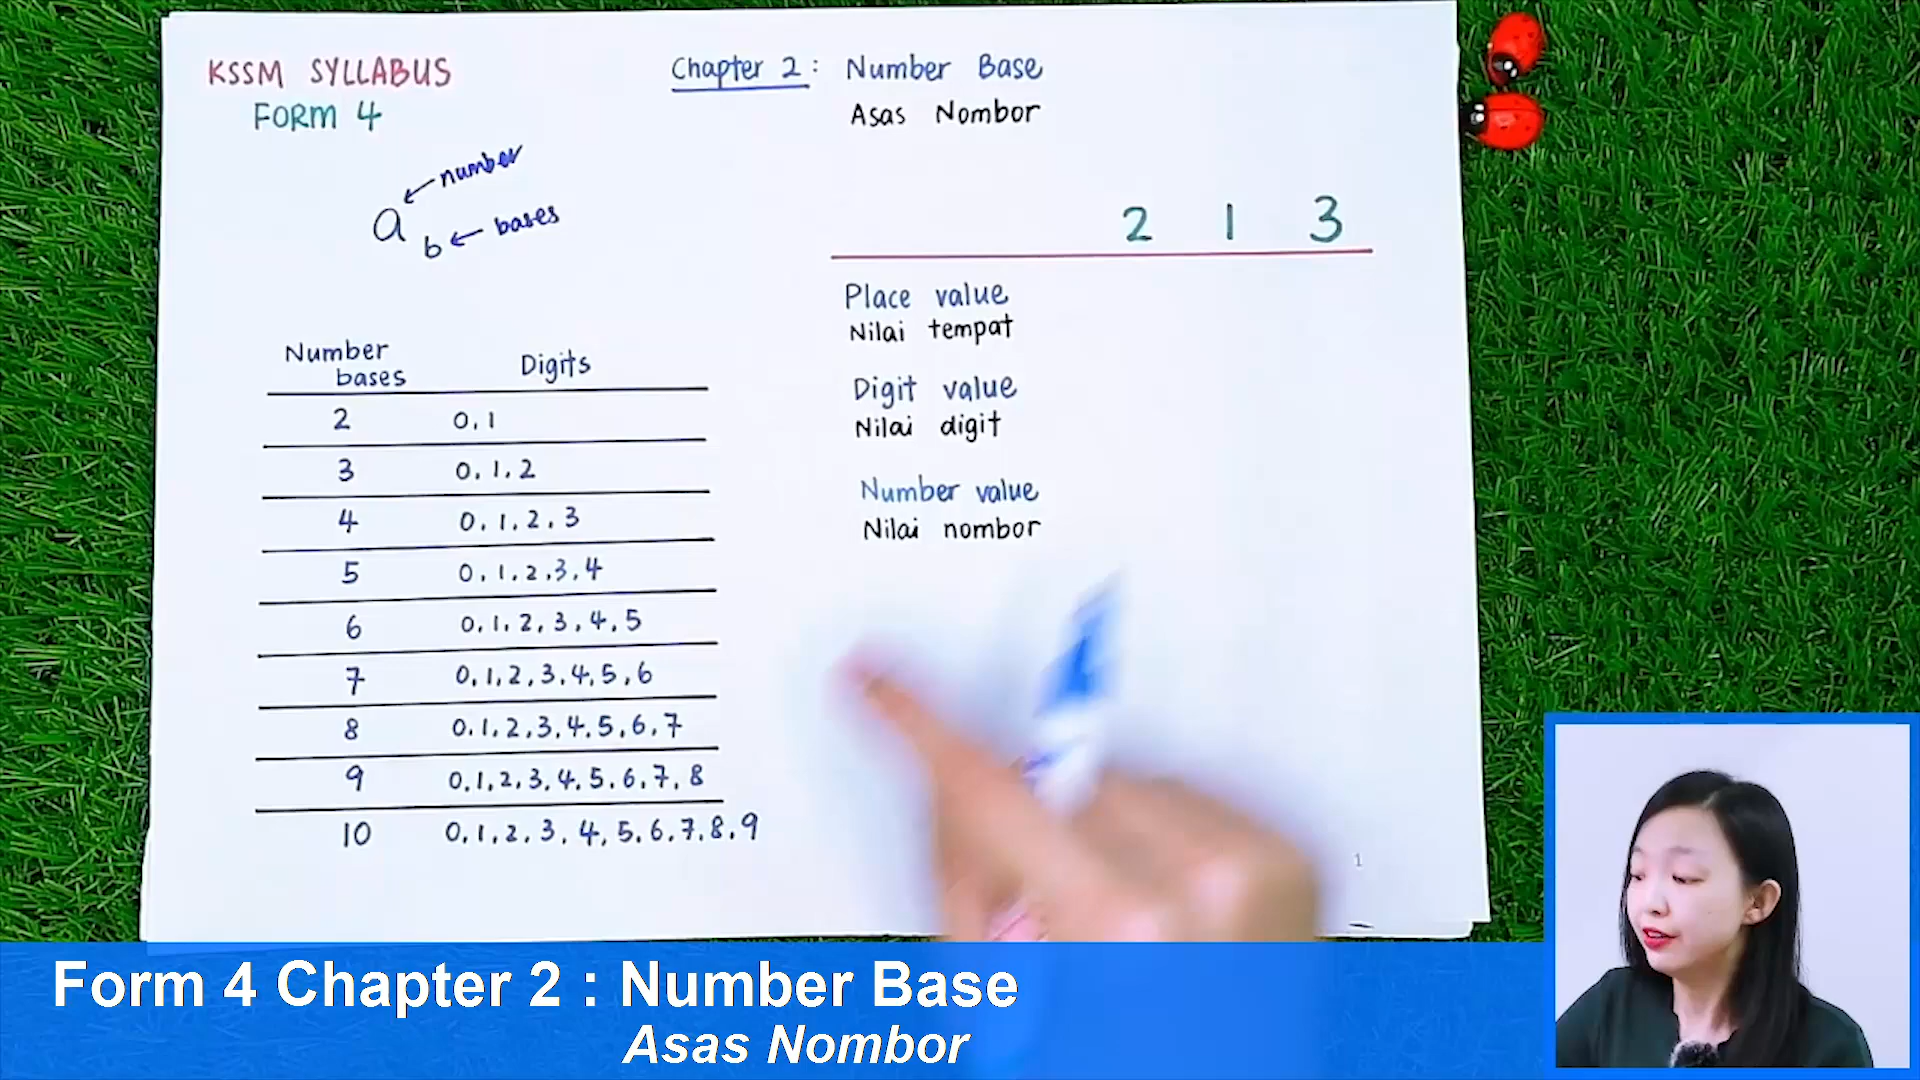 KSSM SYLLABUS
FORM 4
Chapter 2 : Number Base
Asas Nombor
a ← number
b ← bases
2 1 3
Place value
Nilai tempat
Digit value
Nilai digit
Number value
Nilai nombor
Number bases Digits
2 0, 1
3 0, 1, 2
4 0, 1, 2, 3
5 0, 1, 2, 3, 4
6 0, 1, 2, 3, 4, 5
7 0, 1, 2, 3, 4, 5, 6
8 0, 1, 2, 3, 4, 5, 6, 7
9 0, 1, 2, 3, 4, 5, 6, 7, 8
10 0, 1, 2, 3, 4, 5, 6, 7, 8, 9
1
Form 4 Chapter 2 : Number Base
Asas Nombor